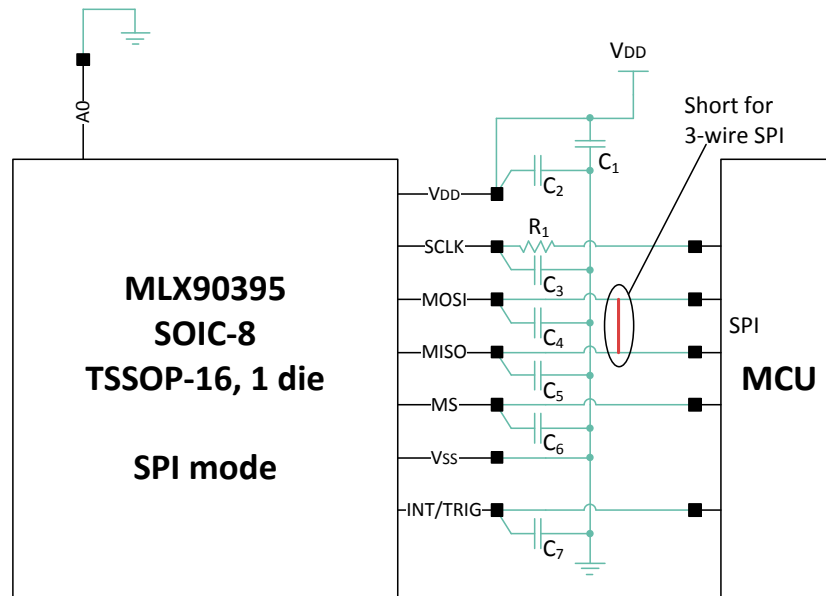 VDD
Short for
3-wire SPI
A0
C1
C2
VDD
R1
SCLK
C3
MLX90395
SOIC-8
TSSOP-16, 1 die
SPI mode
MOSI
C4
SPI
MISO
C5
MCU
MS
C6
VSS
INT/TRIG
C7